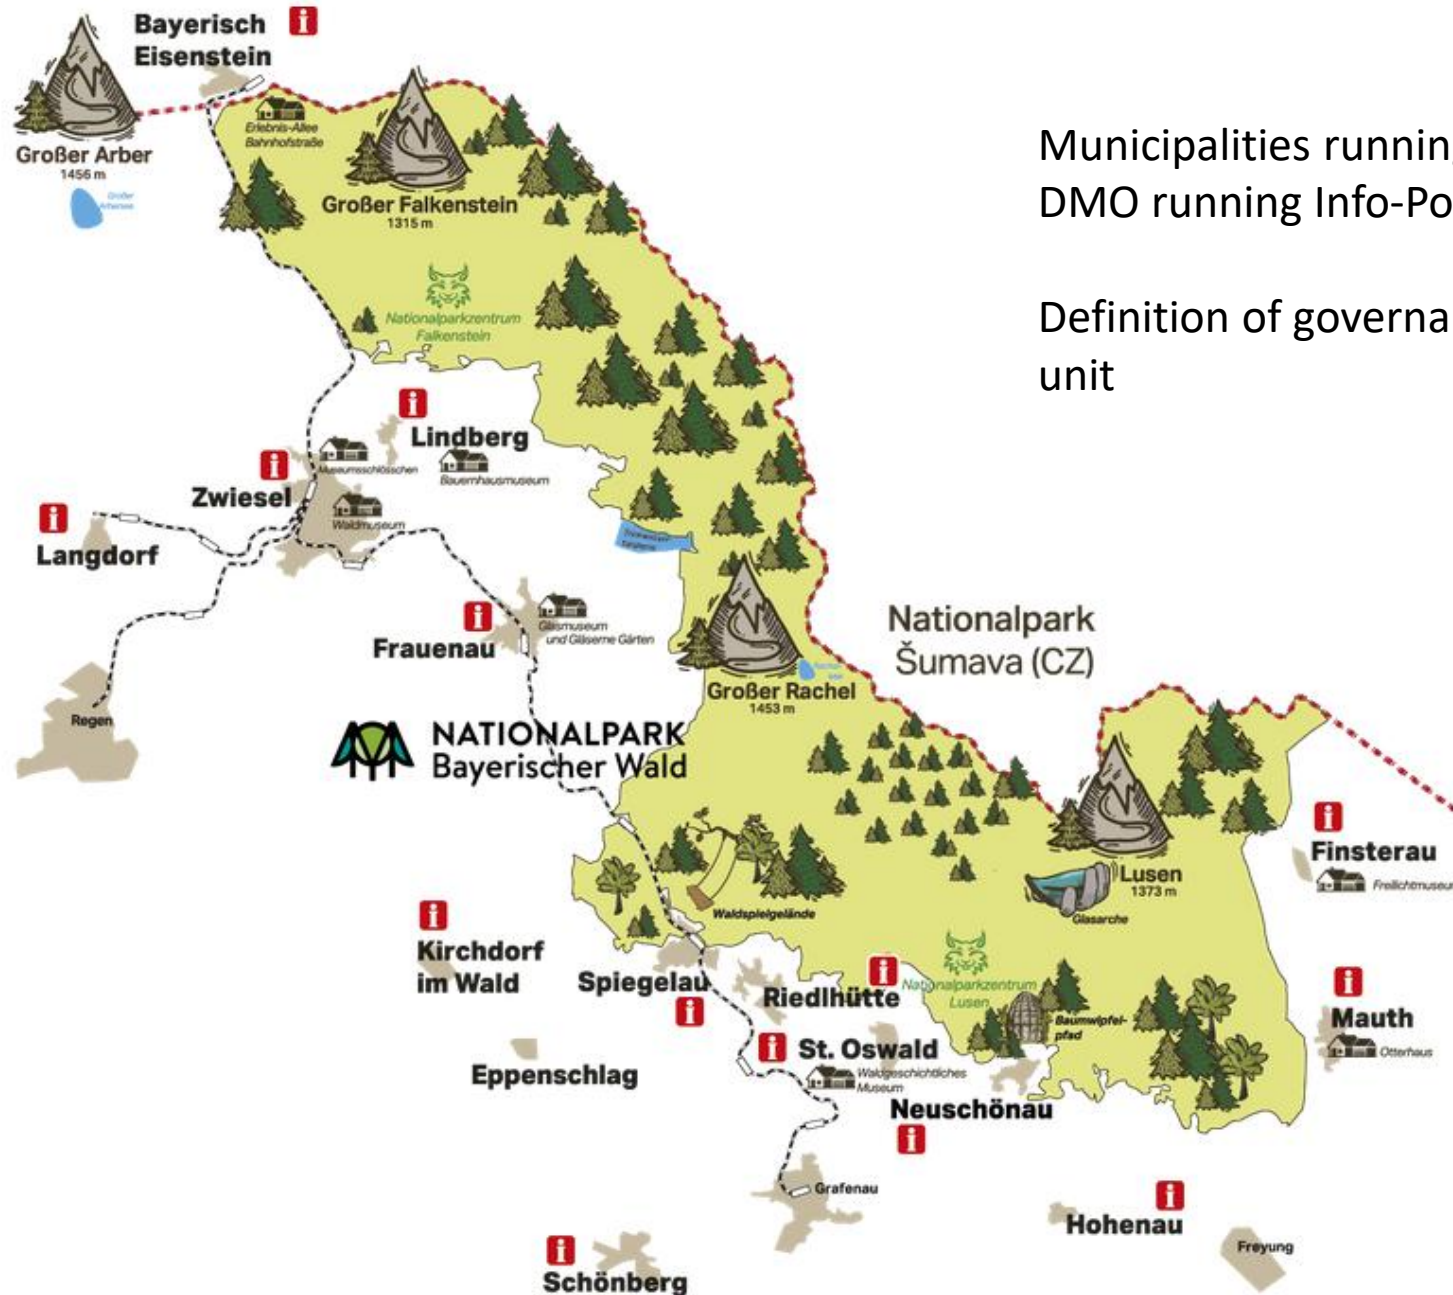 Bayerisch
Eisenstein
Erlebnis-Allee
Bahnhofstraße
Großer Arber
1456 m
Großer
Arbersee
Großer Falkenstein
1315 m
Nationalparkzentrum
Falkenstein
Municipalities runnin
DMO running Info-Po
Definition of governa
unit
Lindberg
Bauernhausmuseum
Museumsschlösschen
Zwiesel
Waldmuseum
Langdorf
Frauenau
Glasmuseum
und Gläserne Gärten
Regen
Nationalpark
Šumava (CZ)
Großer Rachel
1453 m
NATIONALPARK
Bayerischer Wald
Waldspielgelände
Lusen
1373 m
Glasarche
Finsterau
Freilichtmuseum
Kirchdorf
im Wald
Spiegelau
Riedlhütte
Nationalparkzentrum
Lusen
Baumwipfel-
pfad
Mauth
Otterhaus
St. Oswald
Waldgeschichtliches
Museum
Eppenschlag
Neuschönau
Grafenau
Hohenau
Freyung
Schönberg